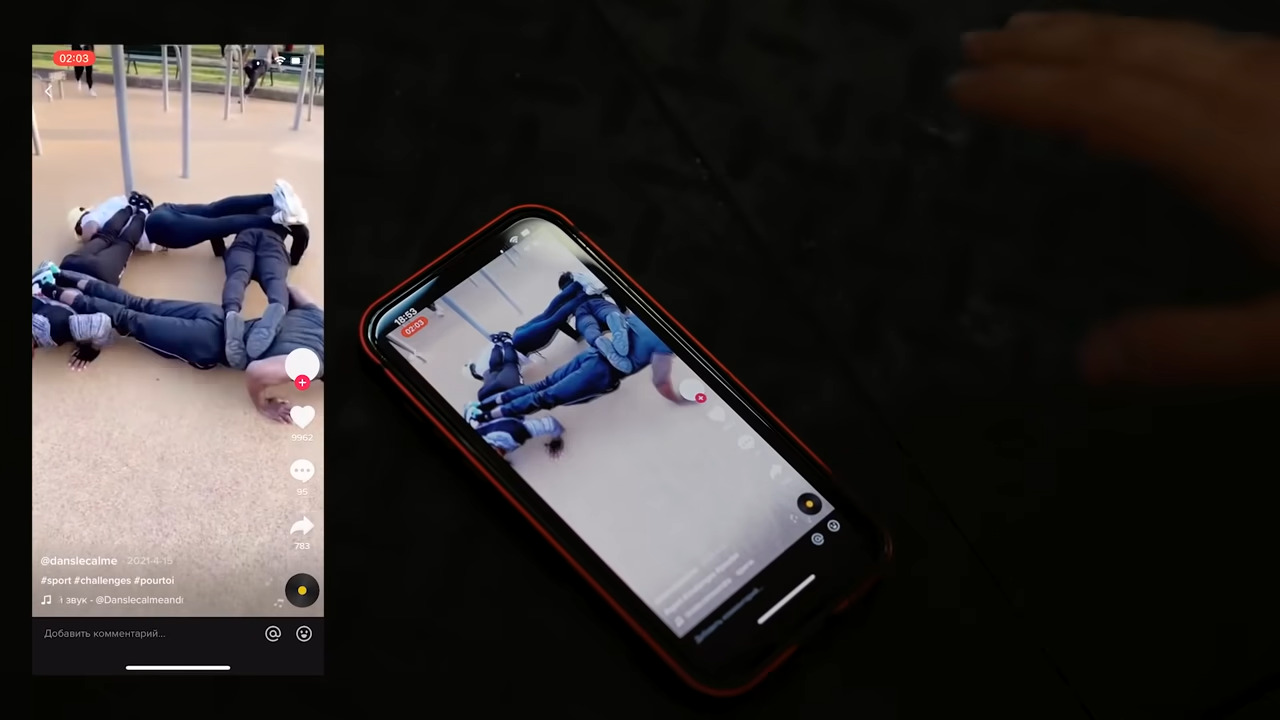 02:03
9962
95
783
@danslecalme · 2021-4-15
#sport #challenges #pourtoi
звук - @Danslecalmeand
Добавить комментарий...
18:53
02:03